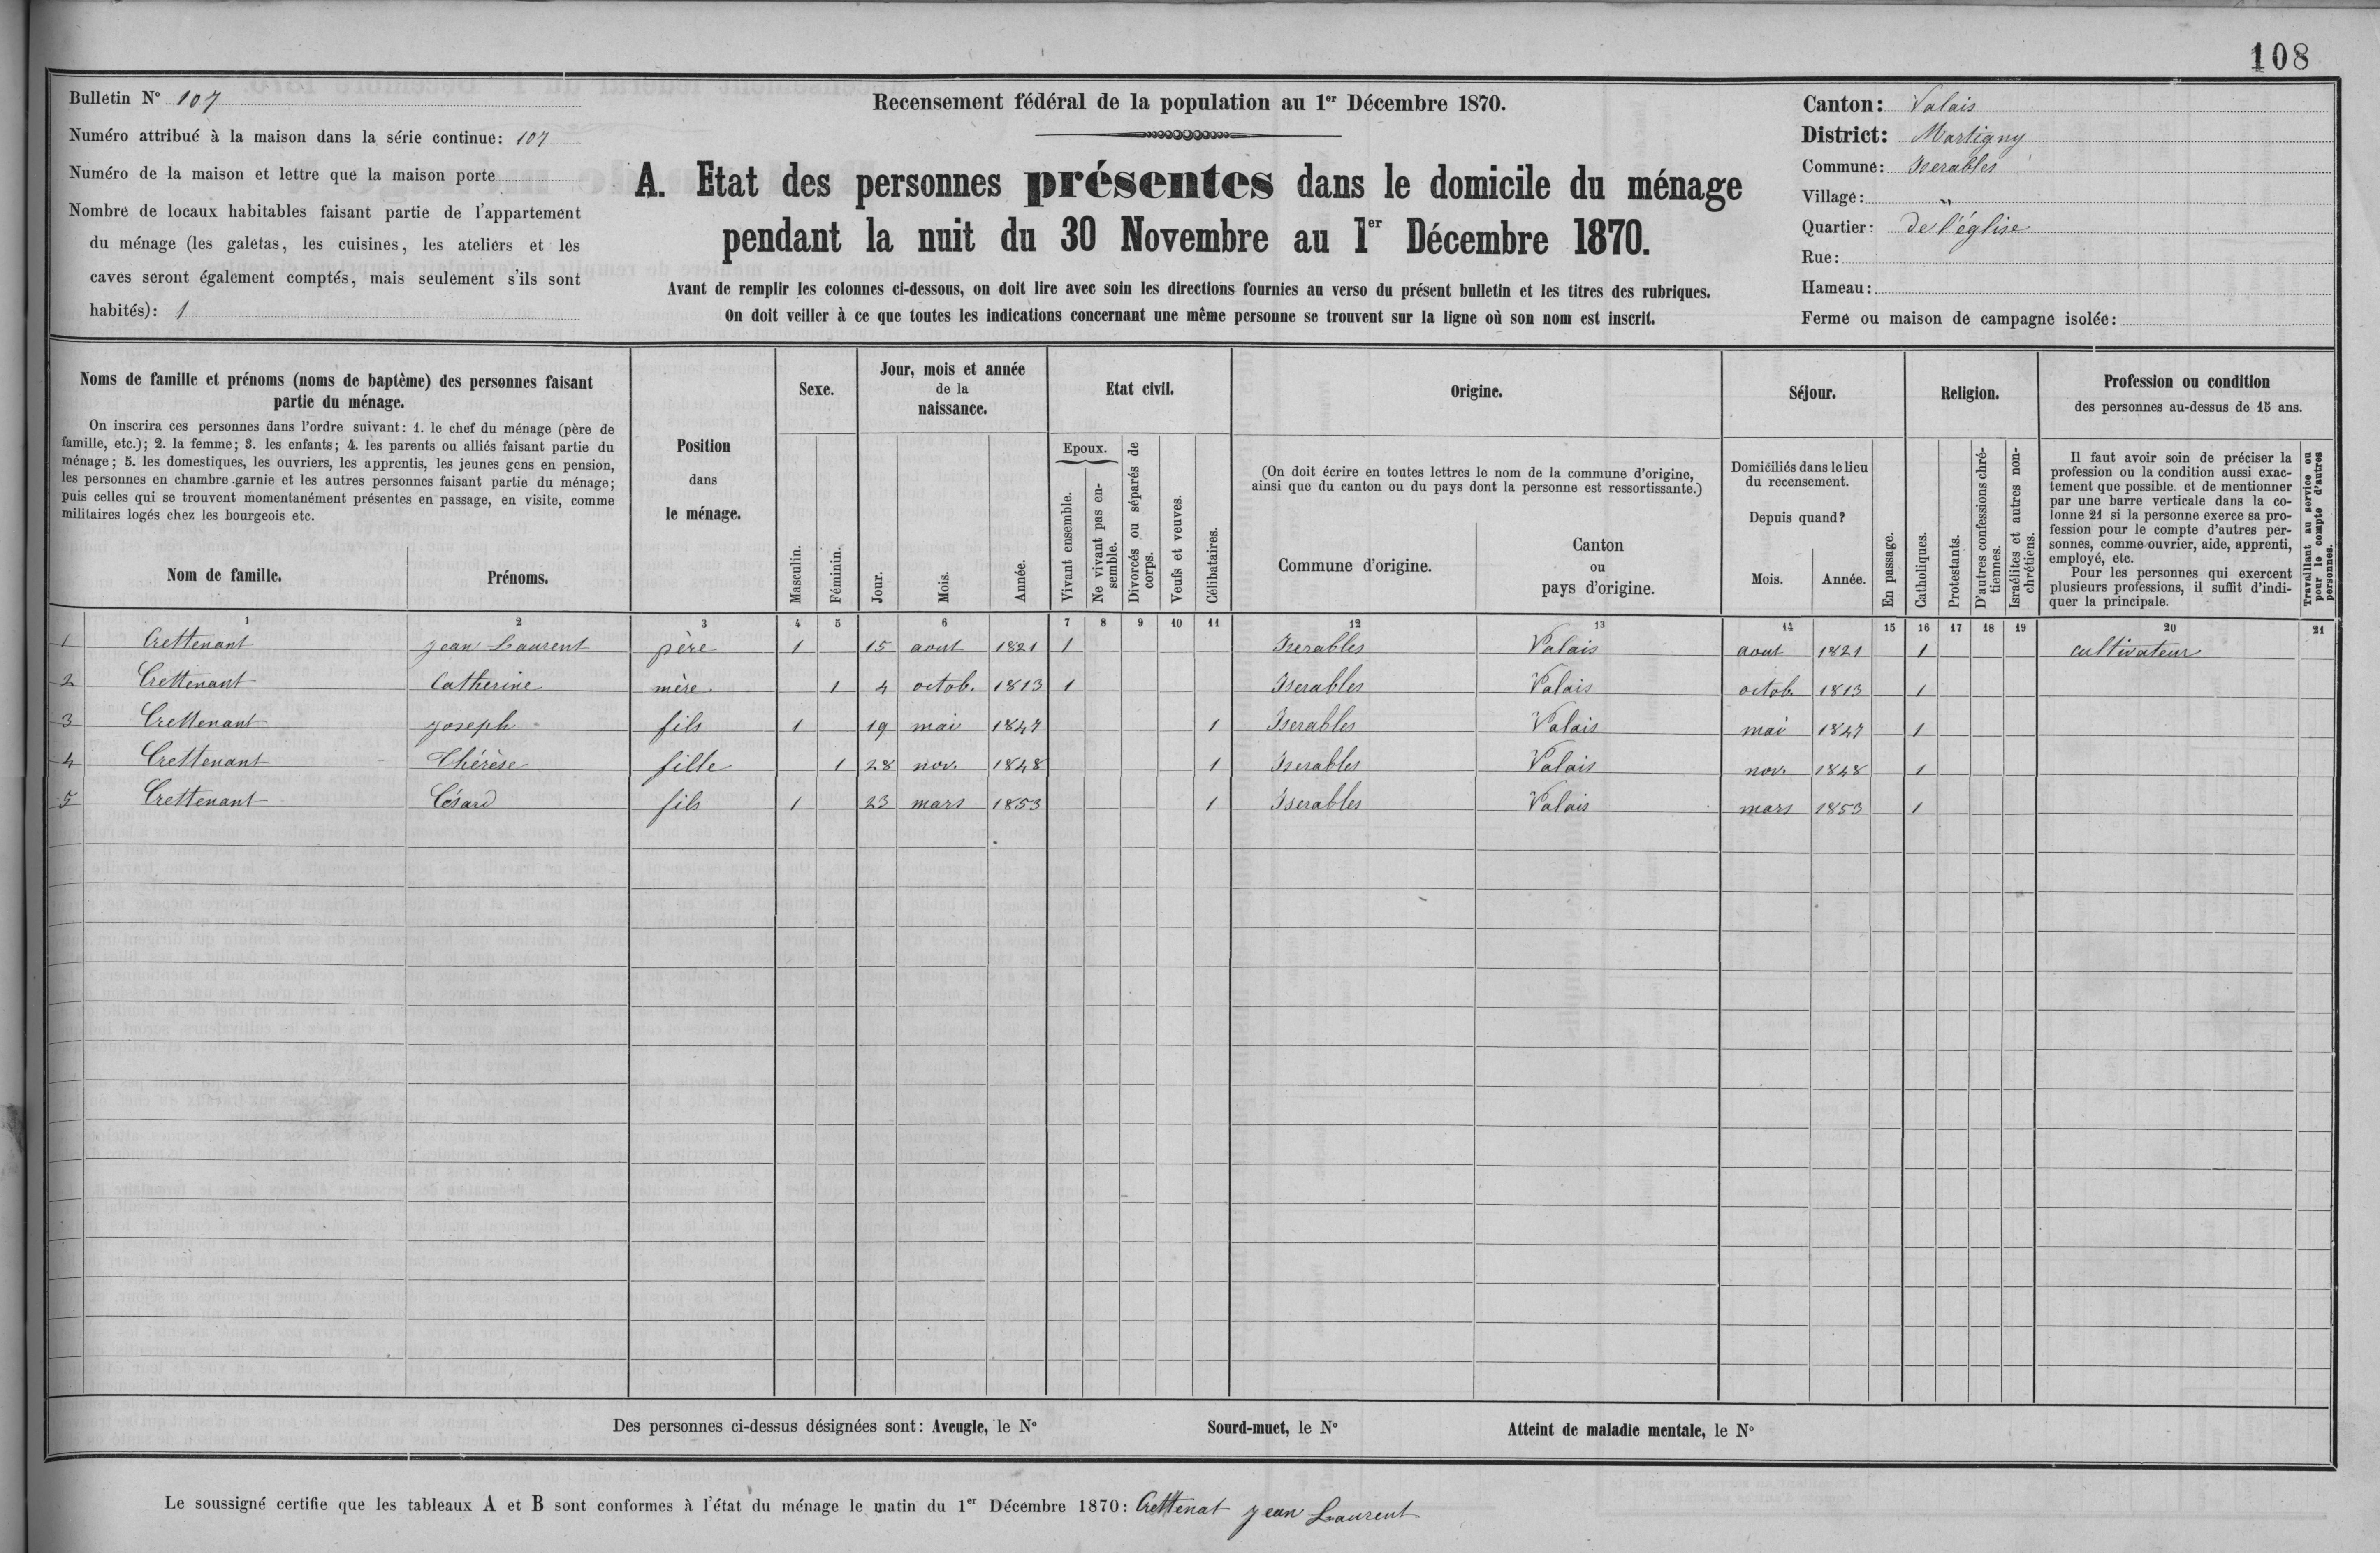 108
Bulletin N° 107
Numéro attribué à la maison dans la série continue: 107
Numéro de la maison et lettre que la maison porte
Nombre de locaux habitables faisant partie de l'appartement
du ménage (les galetas, les cuisines, les ateliers et les
caves seront également comptés, mais seulement s'ils sont
habités): 1
Recensement fédéral de la population au 1er Décembre 1870.
A. Etat des personnes présentes dans le domicile du ménage
pendant la nuit du 30 Novembre au 1er Décembre 1870.
Avant de remplir les colonnes ci-dessous, on doit lire avec soin les directions fournies au verso du présent bulletin et les titres des rubriques.
On doit veiller à ce que toutes les indications concernant une même personne se trouvent sur la ligne où son nom est inscrit.
Canton: Valais
District: Martigny
Commune: Iserables
Village: "
Quartier: de l'église
Rue:
Hameau:
Ferme ou maison de campagne isolée:
Noms de famille et prénoms (noms de baptême) des personnes faisant
partie du ménage.
On inscrira ces personnes dans l'ordre suivant: 1. le chef du ménage (père de
famille, etc.); 2. la femme; 3. les enfants; 4. les parents ou alliés faisant partie du
ménage; 5. les domestiques, les ouvriers, les apprentis, les jeunes gens en pension,
les personnes en chambre garnie et les autres personnes faisant partie du ménage;
puis celles qui se trouvent momentanément présentes en passage, en visite, comme
militaires logés chez les bourgeois etc.
Nom de famille. Prénoms.
Position
dans
le ménage.
Sexe.
Masculin. Féminin.
Jour, mois et année
de la
naissance.
Jour. Mois. Année.
Etat civil.
Epoux.
Vivant ensemble.
Ne vivant pas en-
semble.
Divorcés ou séparés de
corps.
Veufs et veuves.
Célibataires.
Origine.
(On doit écrire en toutes lettres le nom de la commune d'origine,
ainsi que du canton ou du pays dont la personne est ressortissante.)
Commune d'origine.
Canton
ou
pays d'origine.
Séjour.
Domiciliés dans le lieu
du recensement.
Depuis quand?
Mois. Année.
En passage.
Religion.
Catholiques.
Protestants.
D'autres confessions chré-
tiennes.
Israélites et autres non-
chrétiens.
Profession ou condition
des personnes au-dessus de 15 ans.
Il faut avoir soin de préciser la
profession ou la condition aussi exac-
tement que possible et de mentionner
par une barre verticale dans la co-
lonne 21 si la personne exerce sa pro-
fession pour le compte d'autres per-
sonnes, comme ouvrier, aide, apprenti,
employé, etc.
Pour les personnes qui exercent
plusieurs professions, il suffit d'indi-
quer la principale.
Travaillant au service ou
pour le compte d'autres
personnes.
1 2 3 4 5 6 7 8 9 10 11 12 13 14 15 16 17 18 19 20 21
1 Crettenant jean Laurent père 1 15 aout 1821 1 Iserables Valais aout 1821 1 cultivateur
2 Crettenant Catherine mère 1 4 octob. 1813 1 Iserables Valais octob. 1813 1
3 Crettenant joseph fils 1 19 mai 1847 1 Iserables Valais mai 1847 1
4 Crettenant Thérèse fille 1 28 nov. 1848 1 Iserables Valais nov. 1848 1
5 Crettenant Césard fils 1 23 mars 1853 1 Iserables Valais mars 1853 1
Des personnes ci-dessus désignées sont: Aveugle, le N° Sourd-muet, le N° Atteint de maladie mentale, le N°
Le soussigné certifie que les tableaux A et B sont conformes à l'état du ménage le matin du 1er Décembre 1870: Crettenat jean Laurent